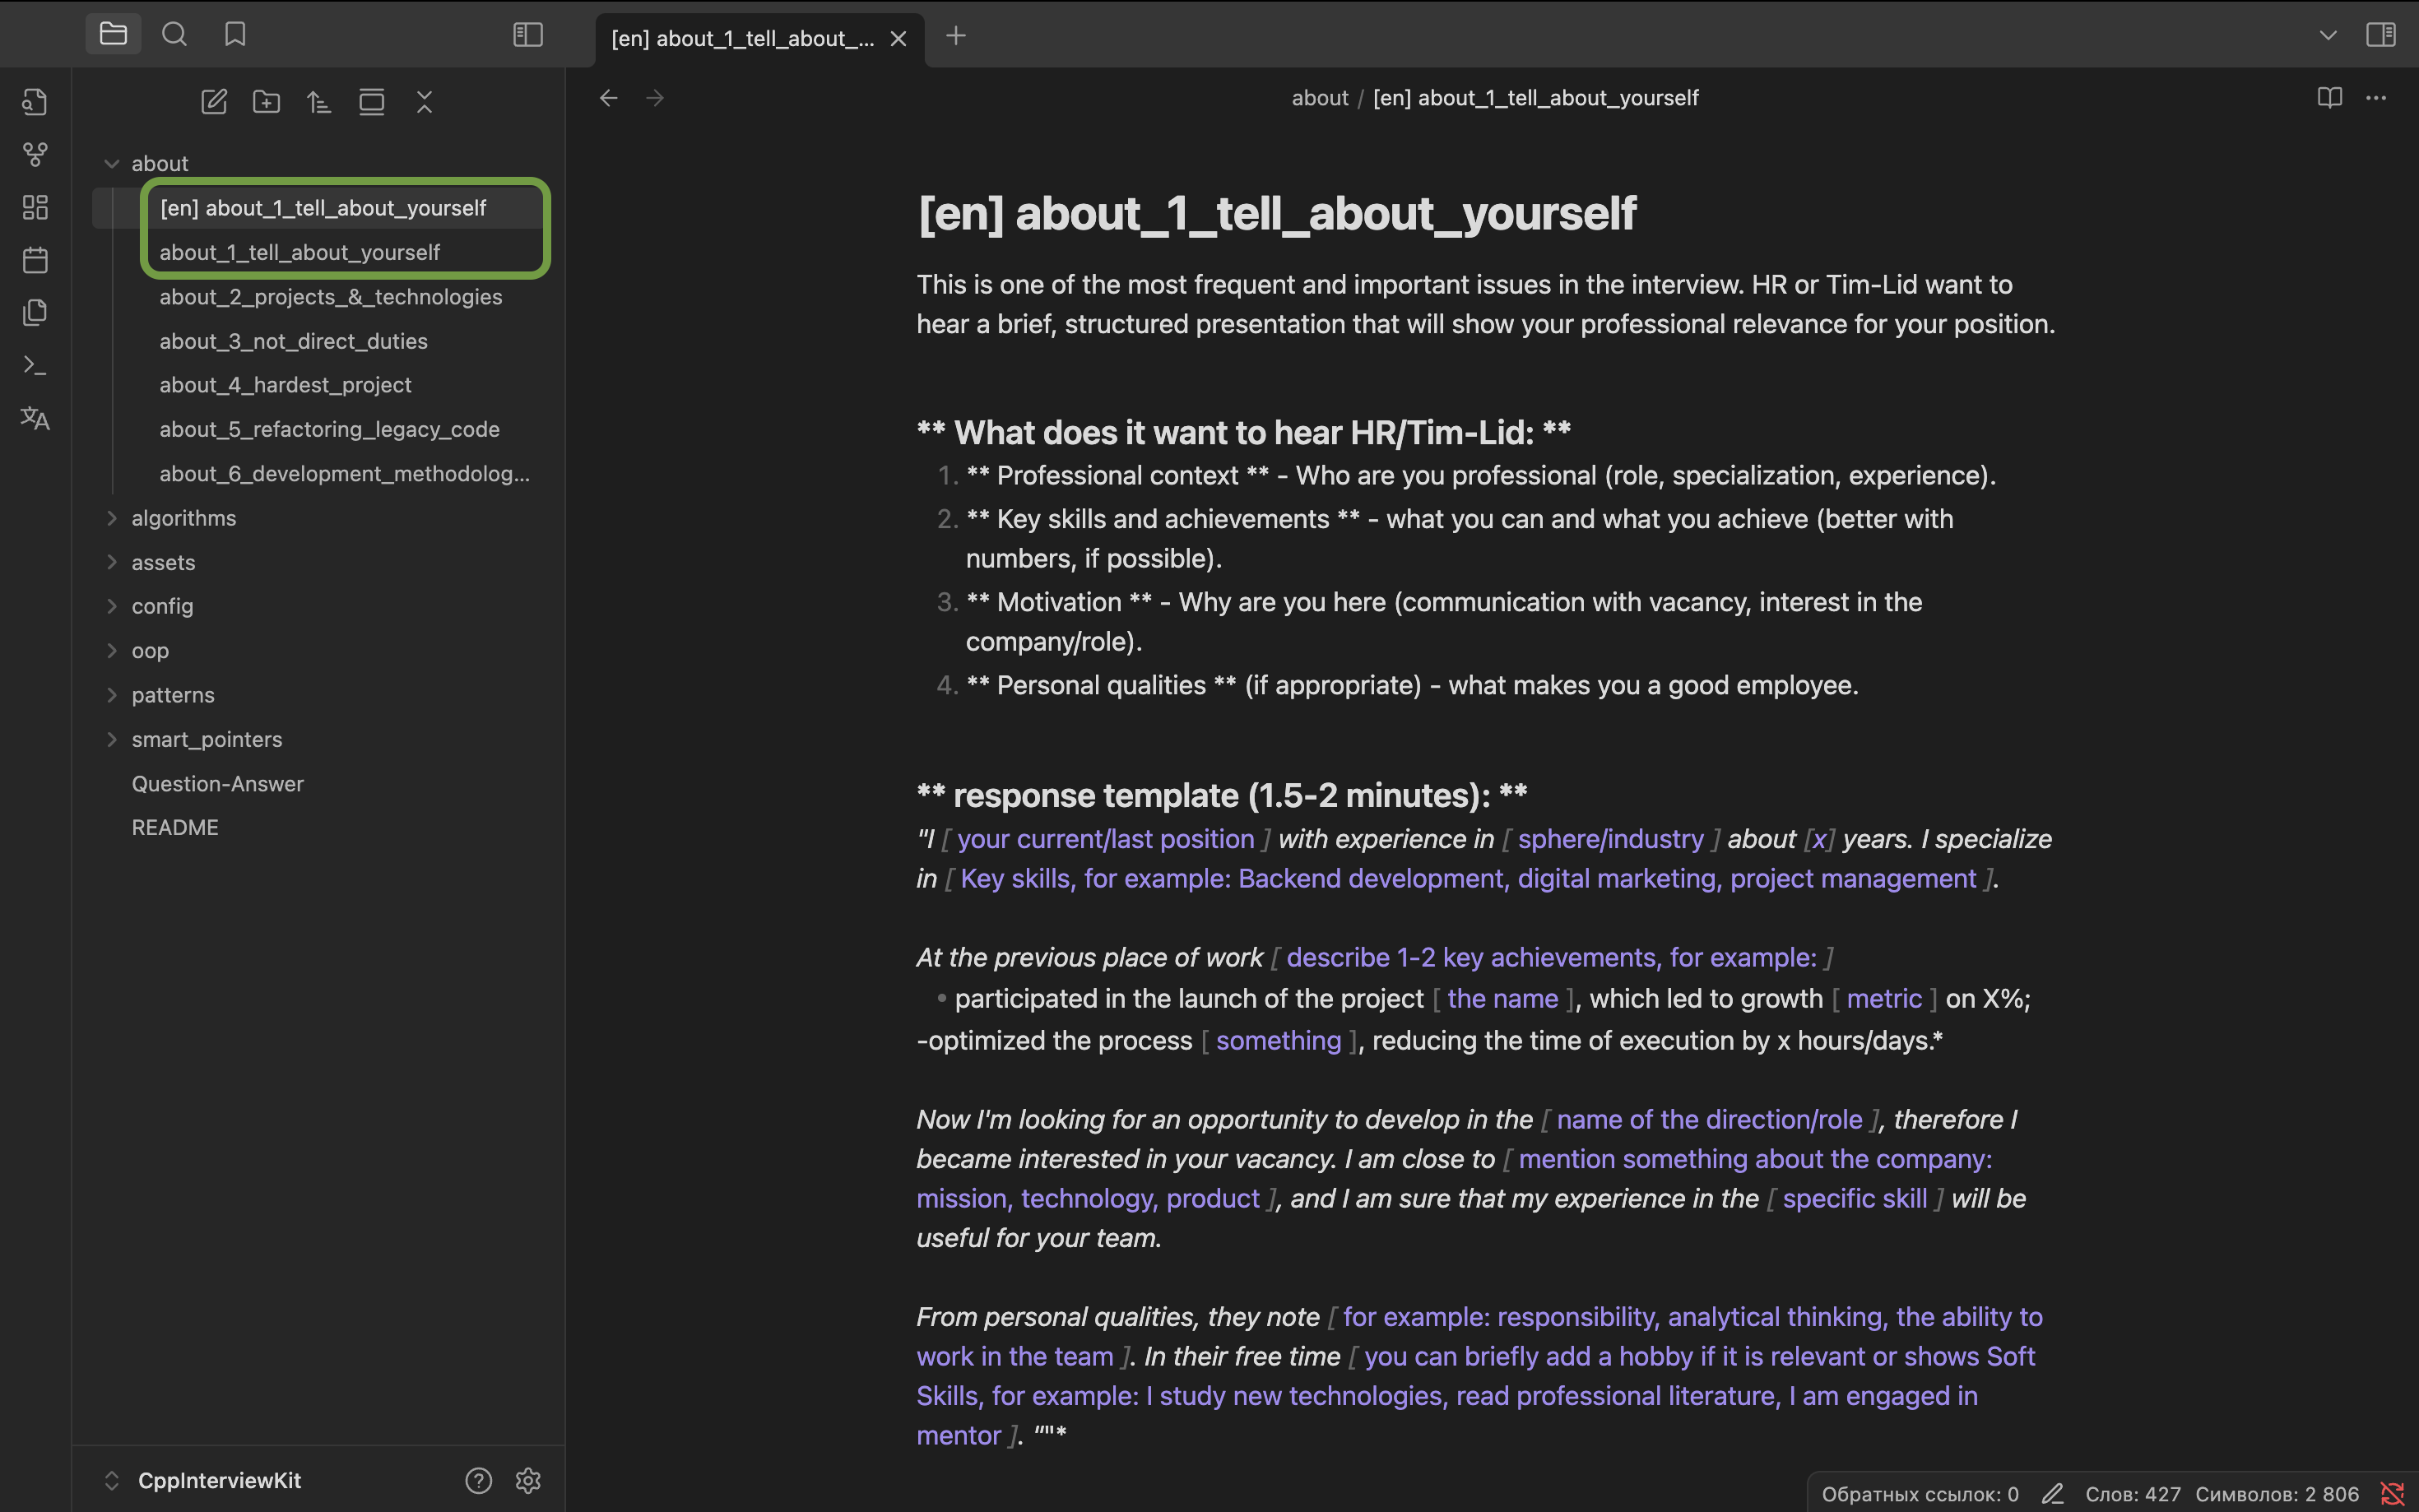 [en] about_1_tell_about_...
about / [en] about_1_tell_about_yourself
about
[en] about_1_tell_about_yourself
about_1_tell_about_yourself
about_2_projects_&_technologies
about_3_not_direct_duties
about_4_hardest_project
about_5_refactoring_legacy_code
about_6_development_methodolog...
algorithms
assets
config
oop
patterns
smart_pointers
Question-Answer
README
CppInterviewKit
[en] about_1_tell_about_yourself
This is one of the most frequent and important issues in the interview. HR or Tim-Lid want to
hear a brief, structured presentation that will show your professional relevance for your position.
** What does it want to hear HR/Tim-Lid: **
1. ** Professional context ** - Who are you professional (role, specialization, experience).
2. ** Key skills and achievements ** - what you can and what you achieve (better with
numbers, if possible).
3. ** Motivation ** - Why are you here (communication with vacancy, interest in the
company/role).
4. ** Personal qualities ** (if appropriate) - what makes you a good employee.
** response template (1.5-2 minutes): **
"I [ your current/last position ] with experience in [ sphere/industry ] about [x] years. I specialize
in [ Key skills, for example: Backend development, digital marketing, project management ].
At the previous place of work [ describe 1-2 key achievements, for example: ]
• participated in the launch of the project [ the name ], which led to growth [ metric ] on X%;
-optimized the process [ something ], reducing the time of execution by x hours/days.*
Now I'm looking for an opportunity to develop in the [ name of the direction/role ], therefore I
became interested in your vacancy. I am close to [ mention something about the company:
mission, technology, product ], and I am sure that my experience in the [ specific skill ] will be
useful for your team.
From personal qualities, they note [ for example: responsibility, analytical thinking, the ability to
work in the team ]. In their free time [ you can briefly add a hobby if it is relevant or shows Soft
Skills, for example: I study new technologies, read professional literature, I am engaged in
mentor ]. ""*
Обратных ссылок: 0 Слов: 427 Символов: 2 806